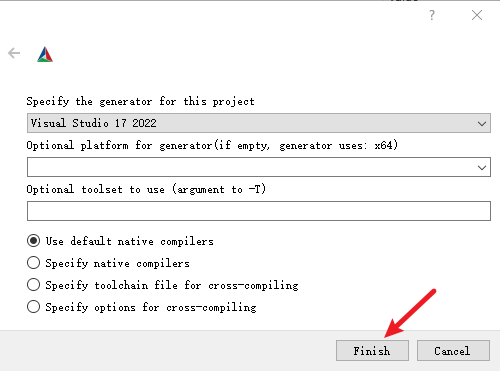 ?
Specify the generator for this project
Visual Studio 17 2022
Optional platform for generator(if empty, generator uses: x64)
Optional toolset to use (argument to -T)
Use default native compilers
Specify native compilers
Specify toolchain file for cross-compiling
Specify options for cross-compiling
Finish Cancel